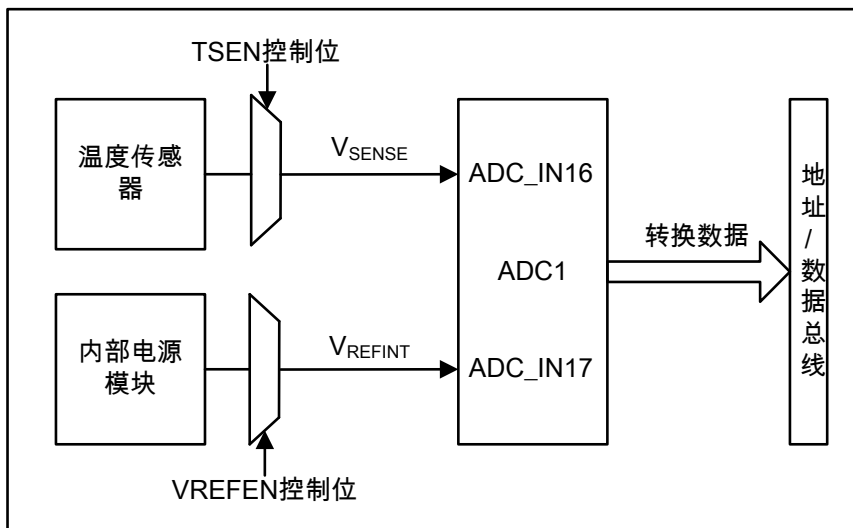 TSEN控制位
温度传感
器
VSENSE
ADC_IN16
ADC1
转换数据
地
址
/
数
据
总
线
内部电源
模块
VREFINT
ADC_IN17
VREFEN控制位